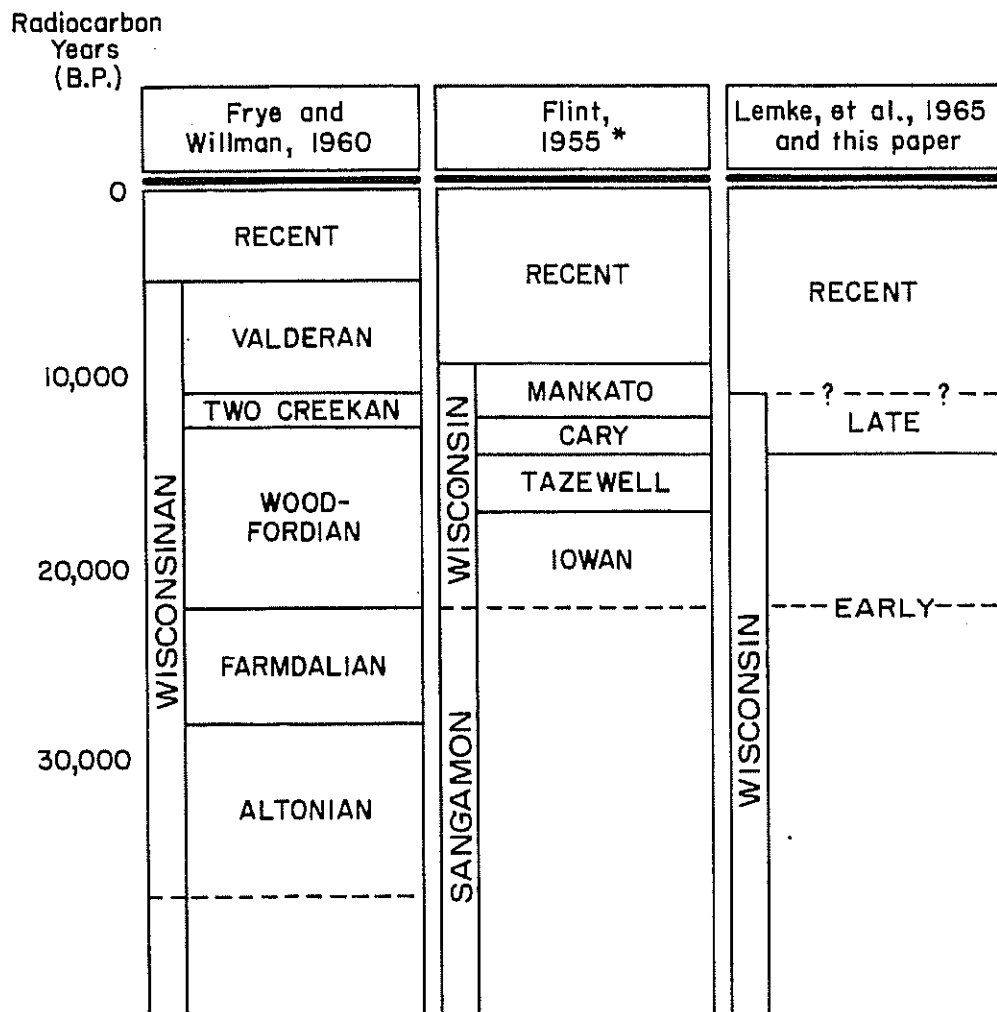 Radiocarbon
Years
(B.P.)
Frye and
Willman, 1960
Flint,
1955*
Lemke, et al., 1965
and this paper
0
10,000
20,000
30,000
WISCONSINAN
RECENT
VALDERAN
TWO CREEKAN
WOOD-
FORDIAN
FARMDALIAN
ALTONIAN
RECENT
WISCONSIN
MANKATO
CARY
TAZEWELL
IOWAN
SANGAMON
RECENT
? ?
WISCONSIN
LATE
EARLY